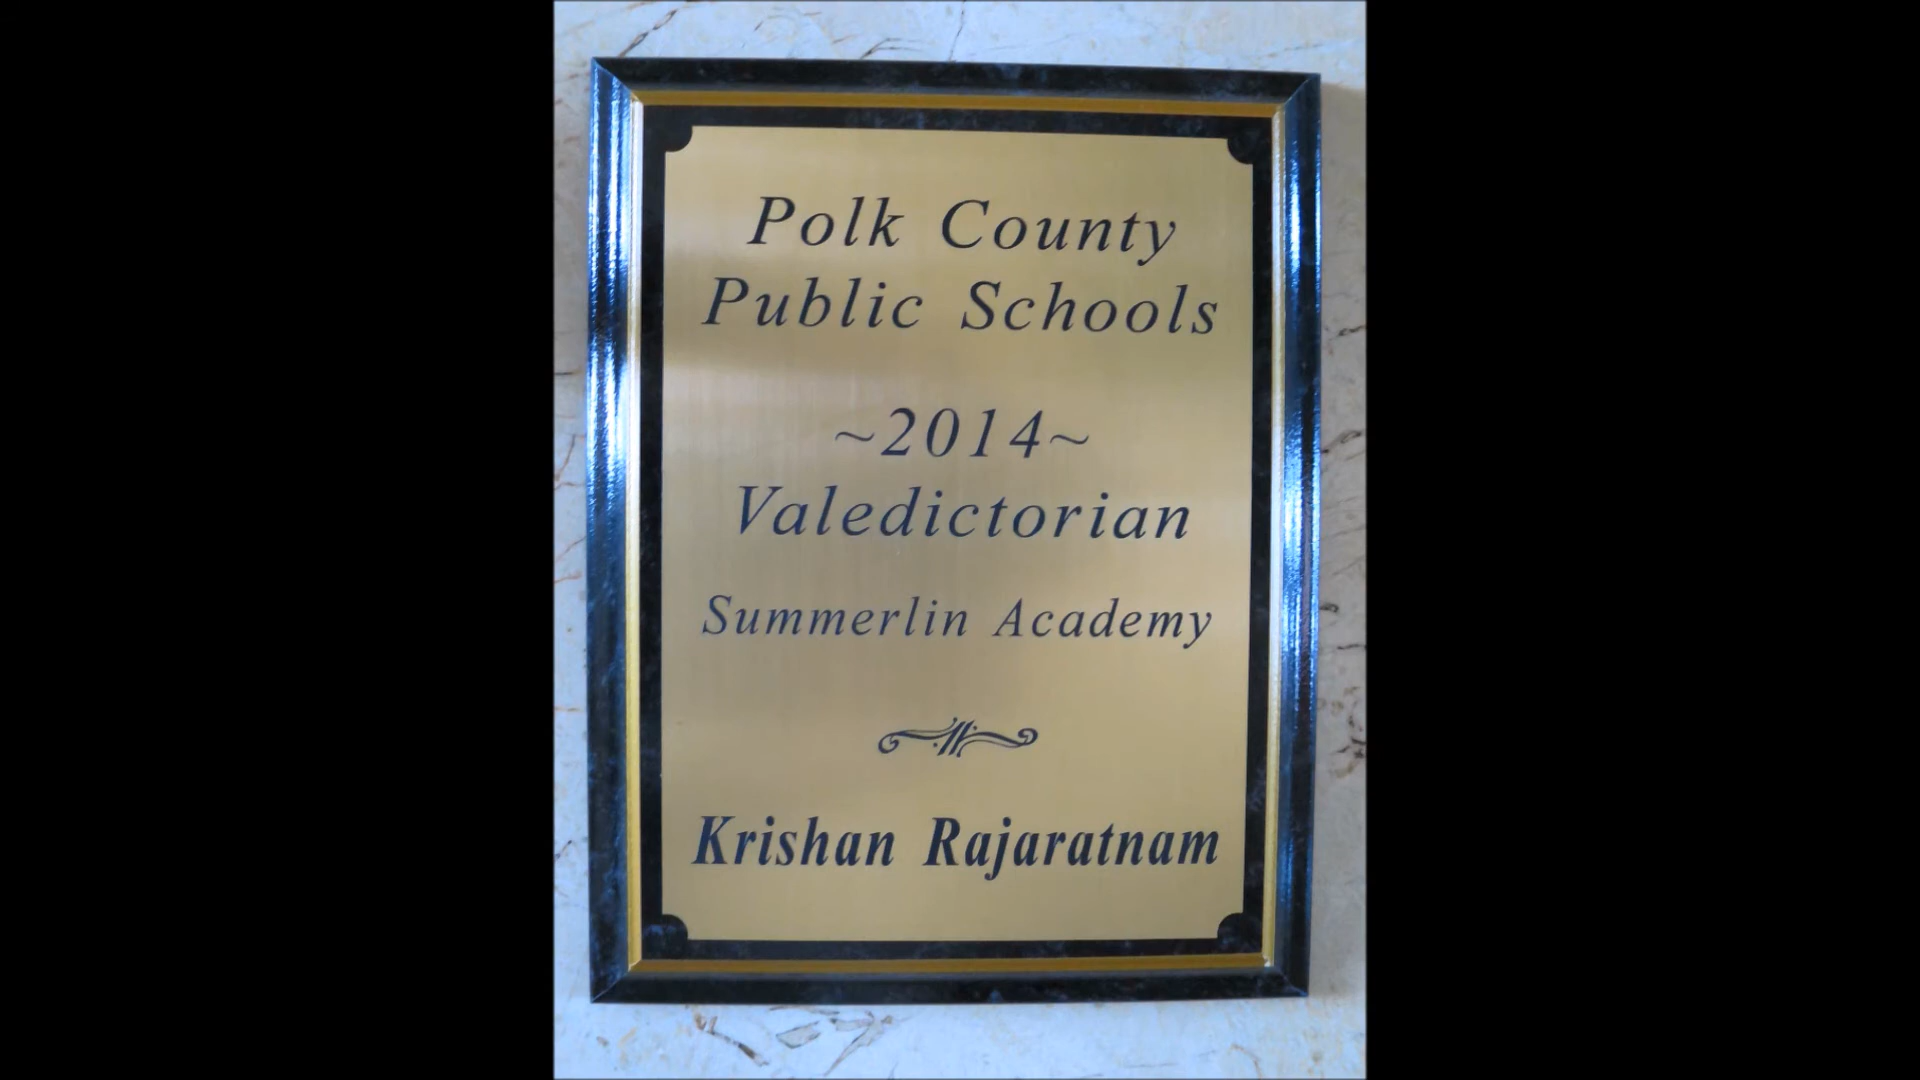 Polk County
Public Schools
~2014~
Valedictorian
Summerlin Academy
Krishan Rajaratnam